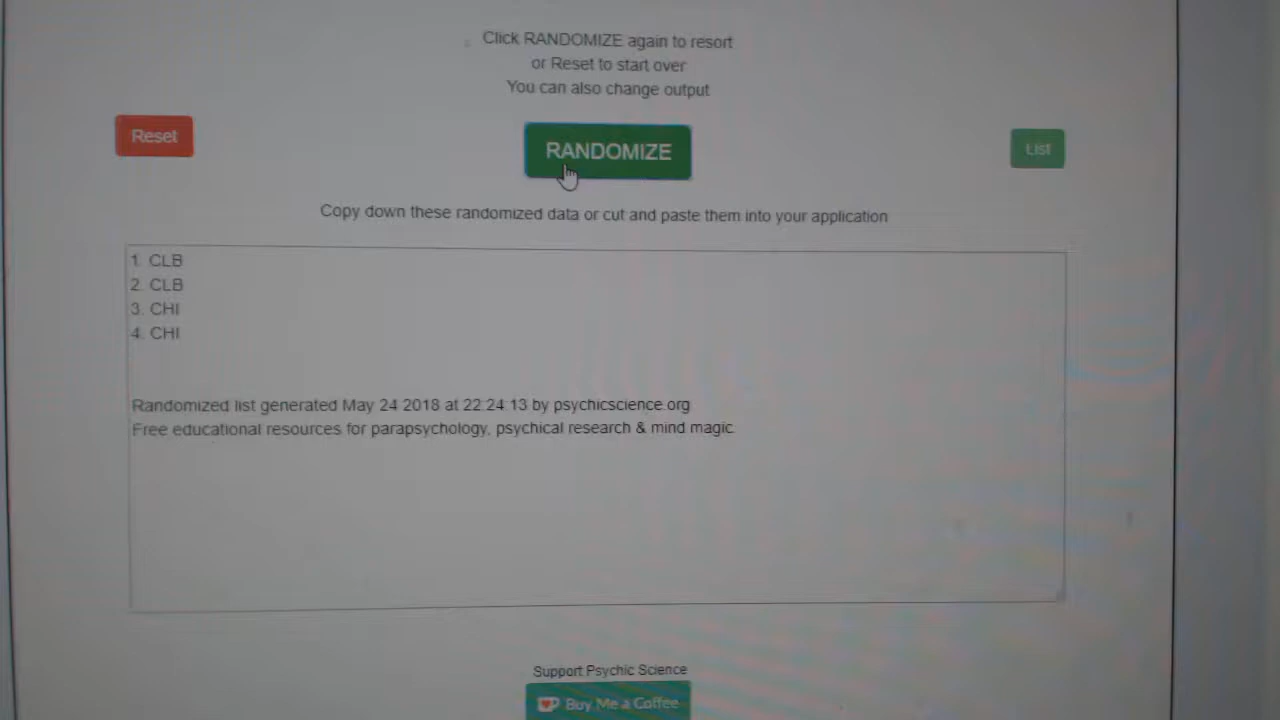 Click RANDOMIZE again to resort
or Reset to start over
You can also change output
Reset
RANDOMIZE
List
Copy down these randomized data or cut and paste them into your application
1. CLB
2. CLB
3. CHI
4. CHI
Randomized list generated May 24 2018 at 22:24:13 by psychicscience.org
Free educational resources for parapsychology, psychical research & mind magic
Support Psychic Science
Buy Me a Coffee